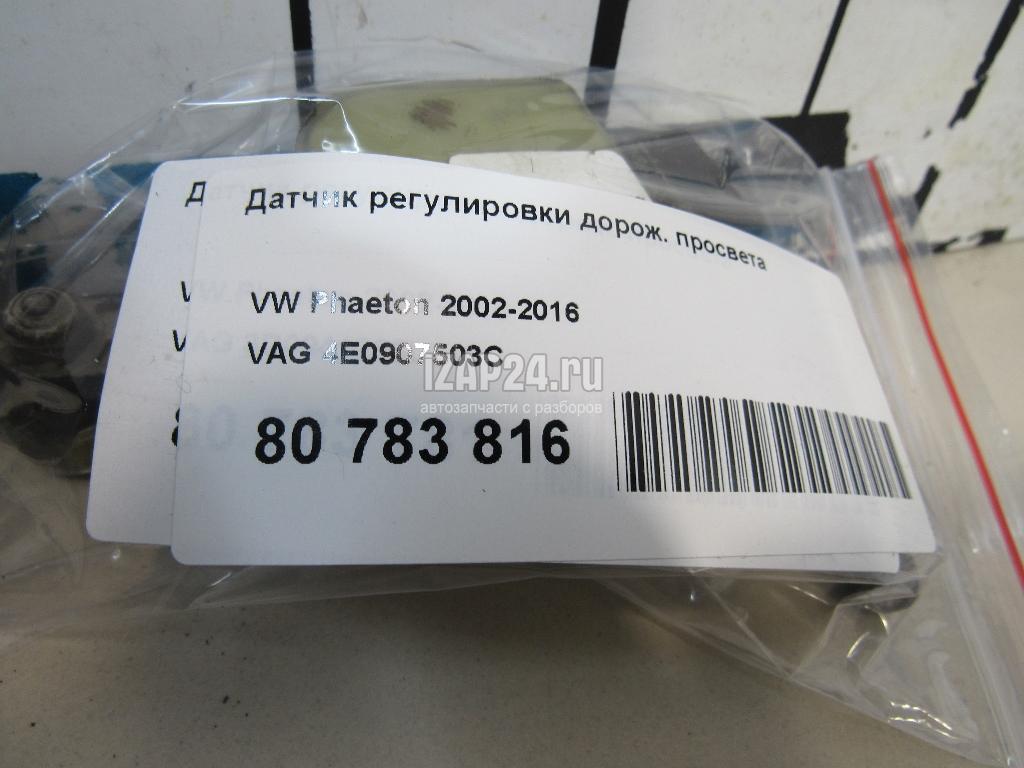 Датчик регулировки дорож. просвета
VW Phaeton 2002-2016
VAG 4E0907503C
IZAP24.ru
автозапчасти с разборов
80 783 816